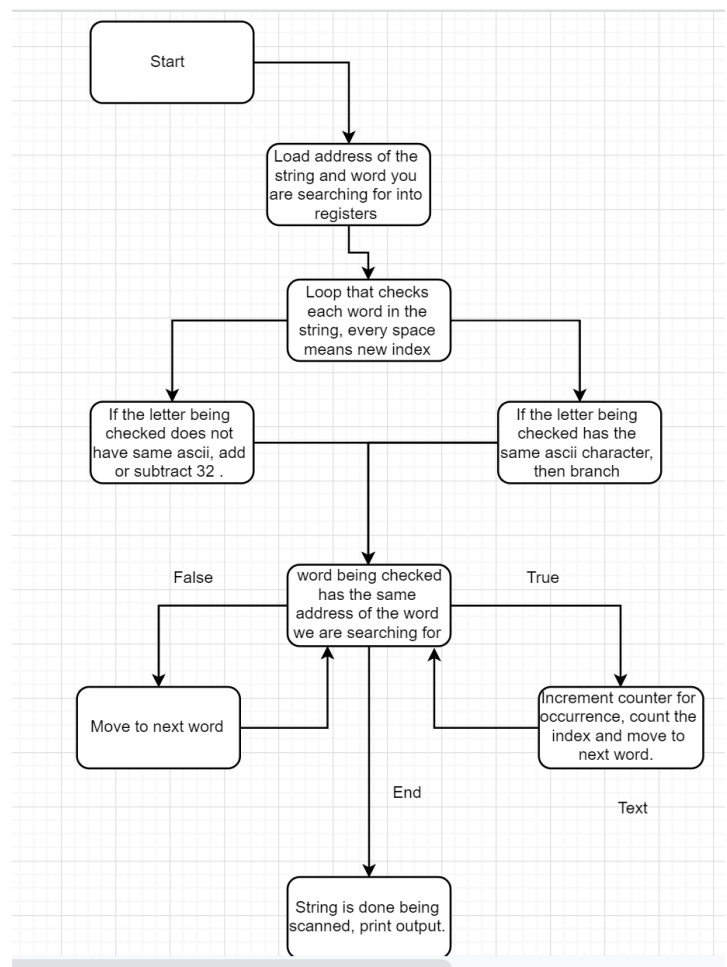 Start
Load address of the
string and word you
are searching for into
registers
Loop that checks
each word in the
string, every space
means new index
If the letter being
checked does not
have same ascii, add
or subtract 32 .
If the letter being
checked has the
same ascii character,
then branch
False
word being checked
has the same
address of the word
we are searching for
True
Move to next word
Increment counter for
occurrence, count the
index and move to
next word.
End
Text
String is done being
scanned, print output.